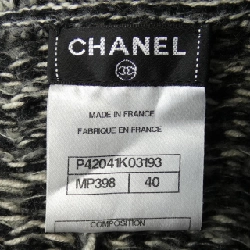 CHANEL
MADE IN FRANCE
FABRIQUE EN FRANCE
P42041K03193
MP398 40
COMPOSITION